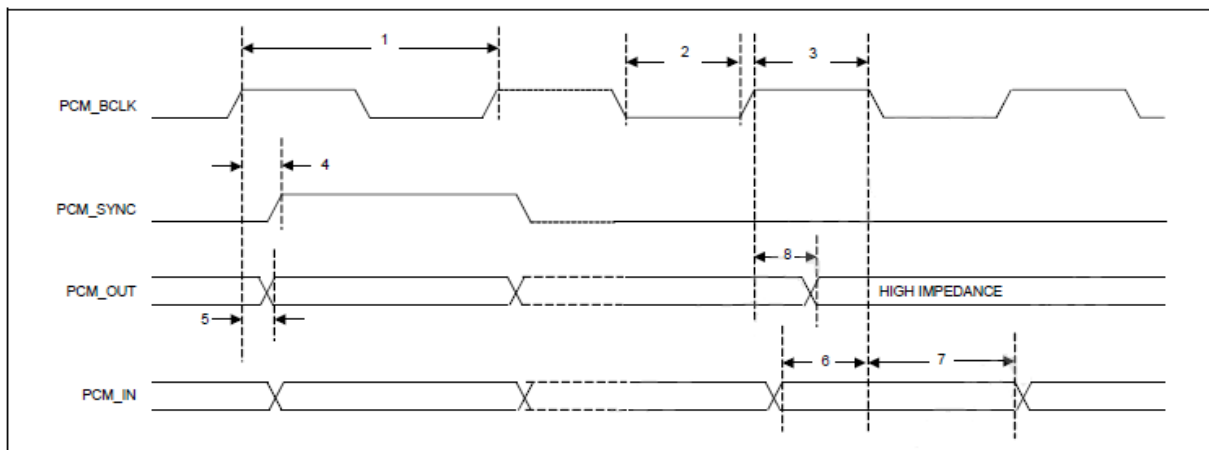 1
2
3
PCM_BCLK
4
PCM_SYNC
8
PCM_OUT
HIGH IMPEDANCE
5
6
7
PCM_IN